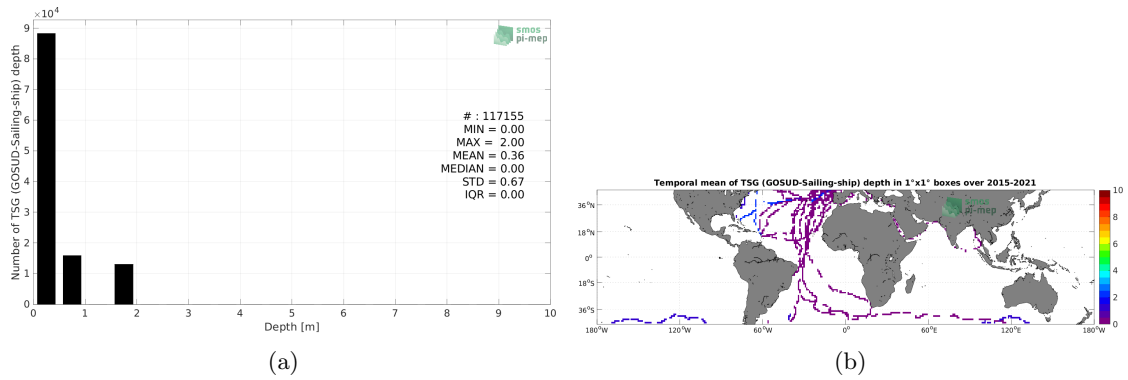 ×10⁴
9
8
7
6
5
4
3
2
1
0
Number of TSG (GOSUD-Sailing-ship) depth
smos
pi-mep
# : 117155
MIN = 0.00
MAX = 2.00
MEAN = 0.36
MEDIAN = 0.00
STD = 0.67
IQR = 0.00
0 1 2 3 4 5 6 7 8 9 10
Depth [m]
(a)
Temporal mean of TSG (GOSUD-Sailing-ship) depth in 1°x1° boxes over 2015-2021
smos
pi-mep
36°N
18°N
0°
18°S
36°S
180°W 120°W 60°W 0° 60°E 120°E 180°W
10
8
6
4
2
0
(b)